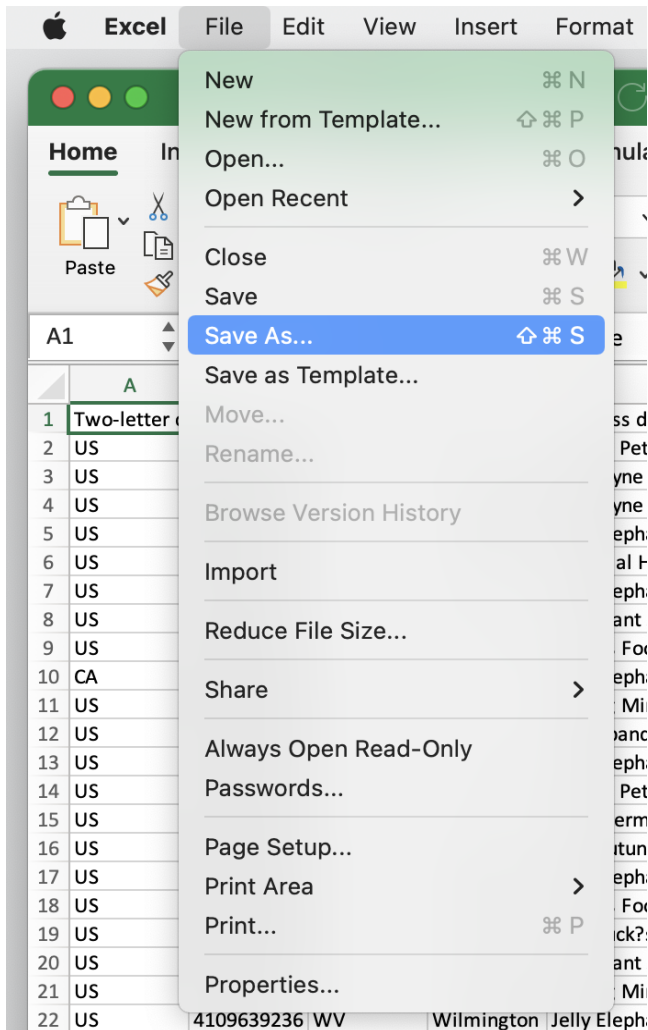 Excel File Edit View Insert Format
New ⌘ N
New from Template... ⇧ ⌘ P
Open... ⌘ O
Open Recent
Close ⌘ W
Save ⌘ S
Save As... ⇧ ⌘ S
Save as Template...
Move...
Rename...
Browse Version History
Import
Reduce File Size...
Share
Always Open Read-Only
Passwords...
Page Setup...
Print Area
Print... ⌘ P
Properties...
Home
Paste
A1
A
1 Two-letter
2 US
3 US
4 US
5 US
6 US
7 US
8 US
9 US
10 CA
11 US
12 US
13 US
14 US
15 US
16 US
17 US
18 US
19 US
20 US
21 US
22 US 4109639236 WV Wilmington Jelly